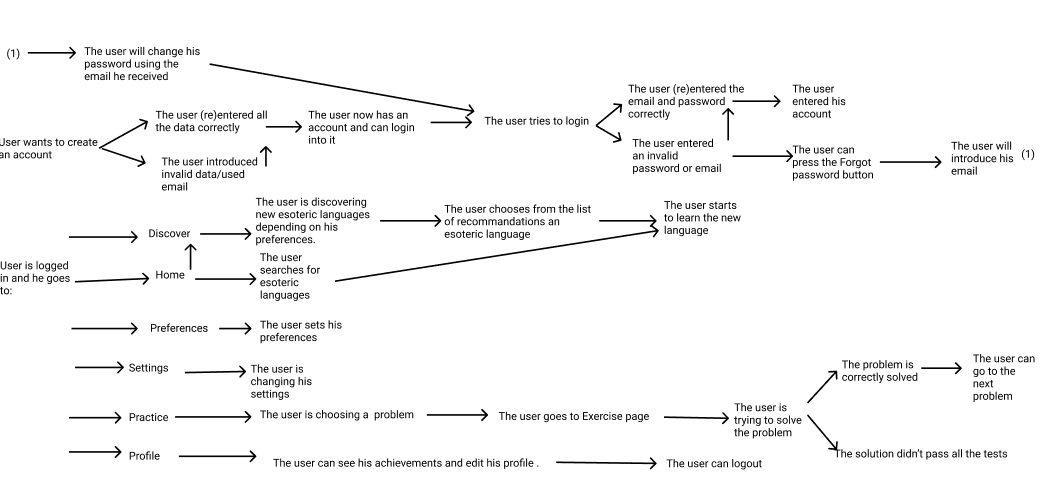 (1)
The user will change his
password using the
email he received
User wants to create
an account
The user (re)entered all
the data correctly
The user introduced
invalid data/used
email
The user now has an
account and can login
into it
The user tries to login
The user (re)entered the
email and password
correctly
The user entered
an invalid
password or email
The user
entered his
account
The user can
press the Forgot
password button
The user will
introduce his
email
(1)
User is logged
in and he goes
to:
Discover
The user is discovering
new esoteric languages
depending on his
preferences.
The user chooses from the list
of recommandations an
esoteric language
The user starts
to learn the new
language
Home
The user
searches for
esoteric
languages
Preferences
The user sets his
preferences
Settings
The user is
changing his
settings
Practice
The user is choosing a problem
The user goes to Exercise page
The user is
trying to solve
the problem
The problem is
correctly solved
The user can
go to the
next
problem
The solution didn't pass all the tests
Profile
The user can see his achievements and edit his profile .
The user can logout